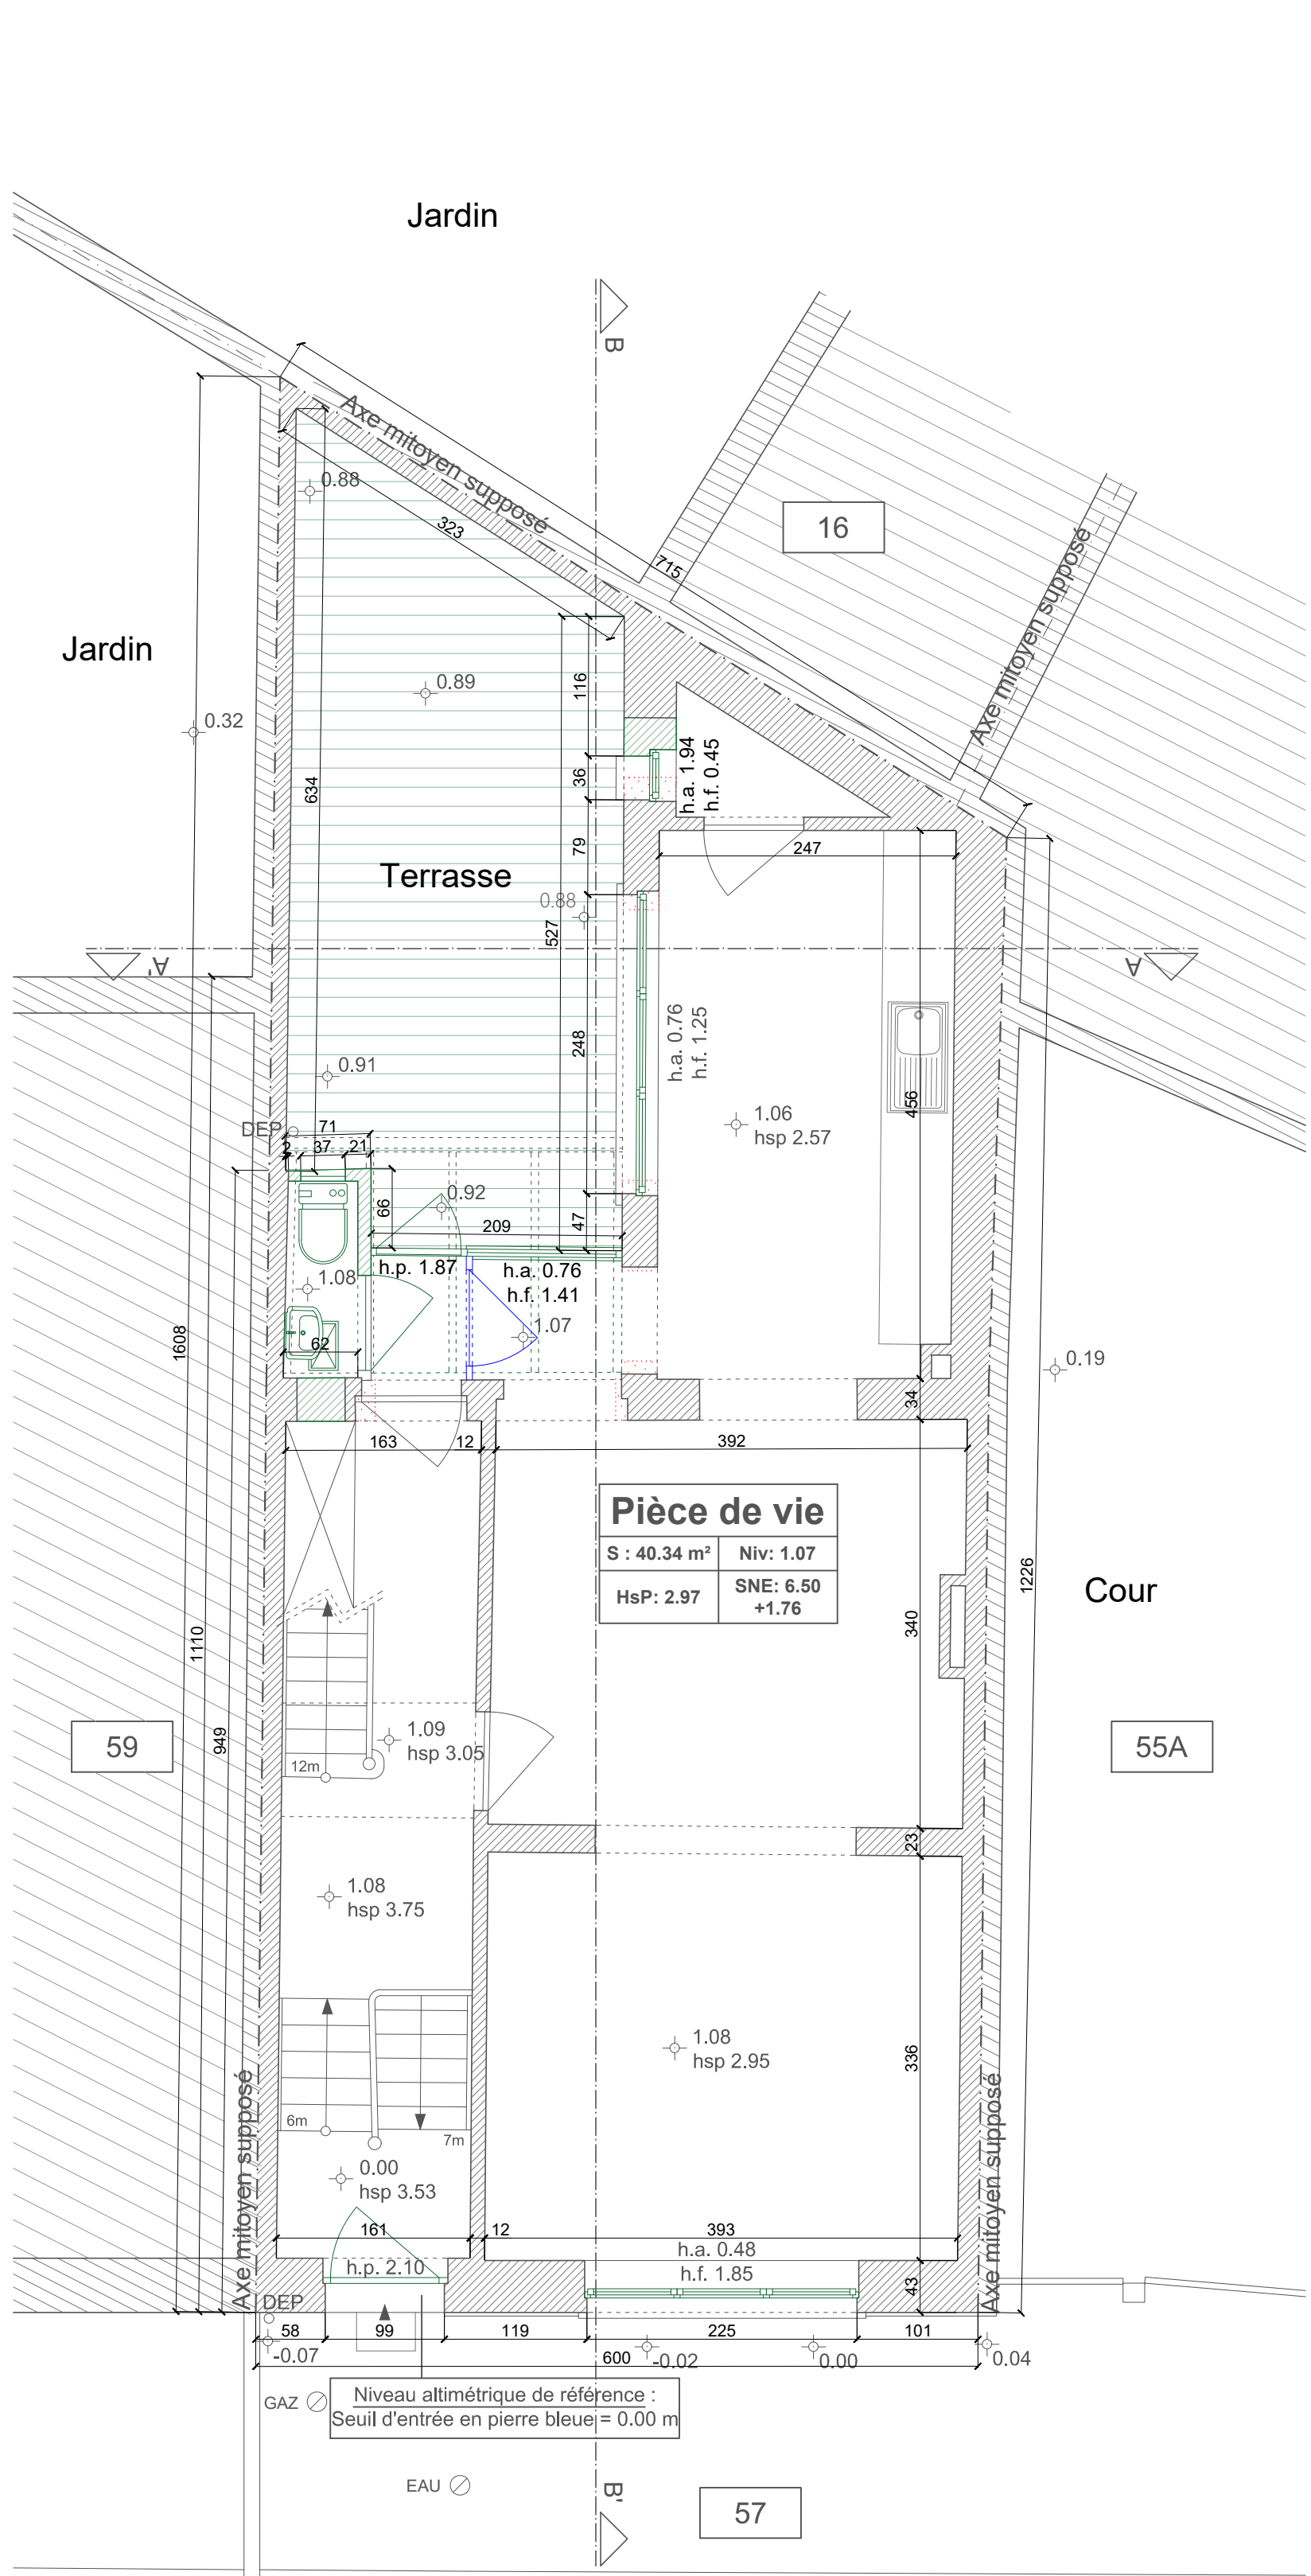 Jardin
B
Axe mitoyen supposé
0.88
323
16
715
Axe mitoyen supposé
Jardin
0.32
0.89
116
36
h.a. 1.94
h.f. 0.45
634
79
247
Terrasse
0.88
527
A'
A
248
h.a. 0.76
h.f. 1.25
0.91
456
1.06
hsp 2.57
DEP
71
2
37
21
66
0.92
209
47
h.p. 1.87
h.a. 0.76
h.f. 1.41
1.08
1.07
62
1608
0.19
34
163
12
392
Pièce de vie
S : 40.34 m²
Niv: 1.07
HsP: 2.97
SNE: 6.50
+1.76
1226
Cour
340
1110
949
59
1.09
hsp 3.05
12m
55A
23
1.08
hsp 3.75
1.08
hsp 2.95
336
6m
7m
0.00
hsp 3.53
Axe mitoyen supposé
Axe mitoyen supposé
161
12
393
h.a. 0.48
h.f. 1.85
h.p. 2.10
43
DEP
58
99
119
225
101
-0.07
600
-0.02
0.00
0.04
GAZ
Niveau altimétrique de référence :
Seuil d'entrée en pierre bleue = 0.00 m
EAU
B'
57